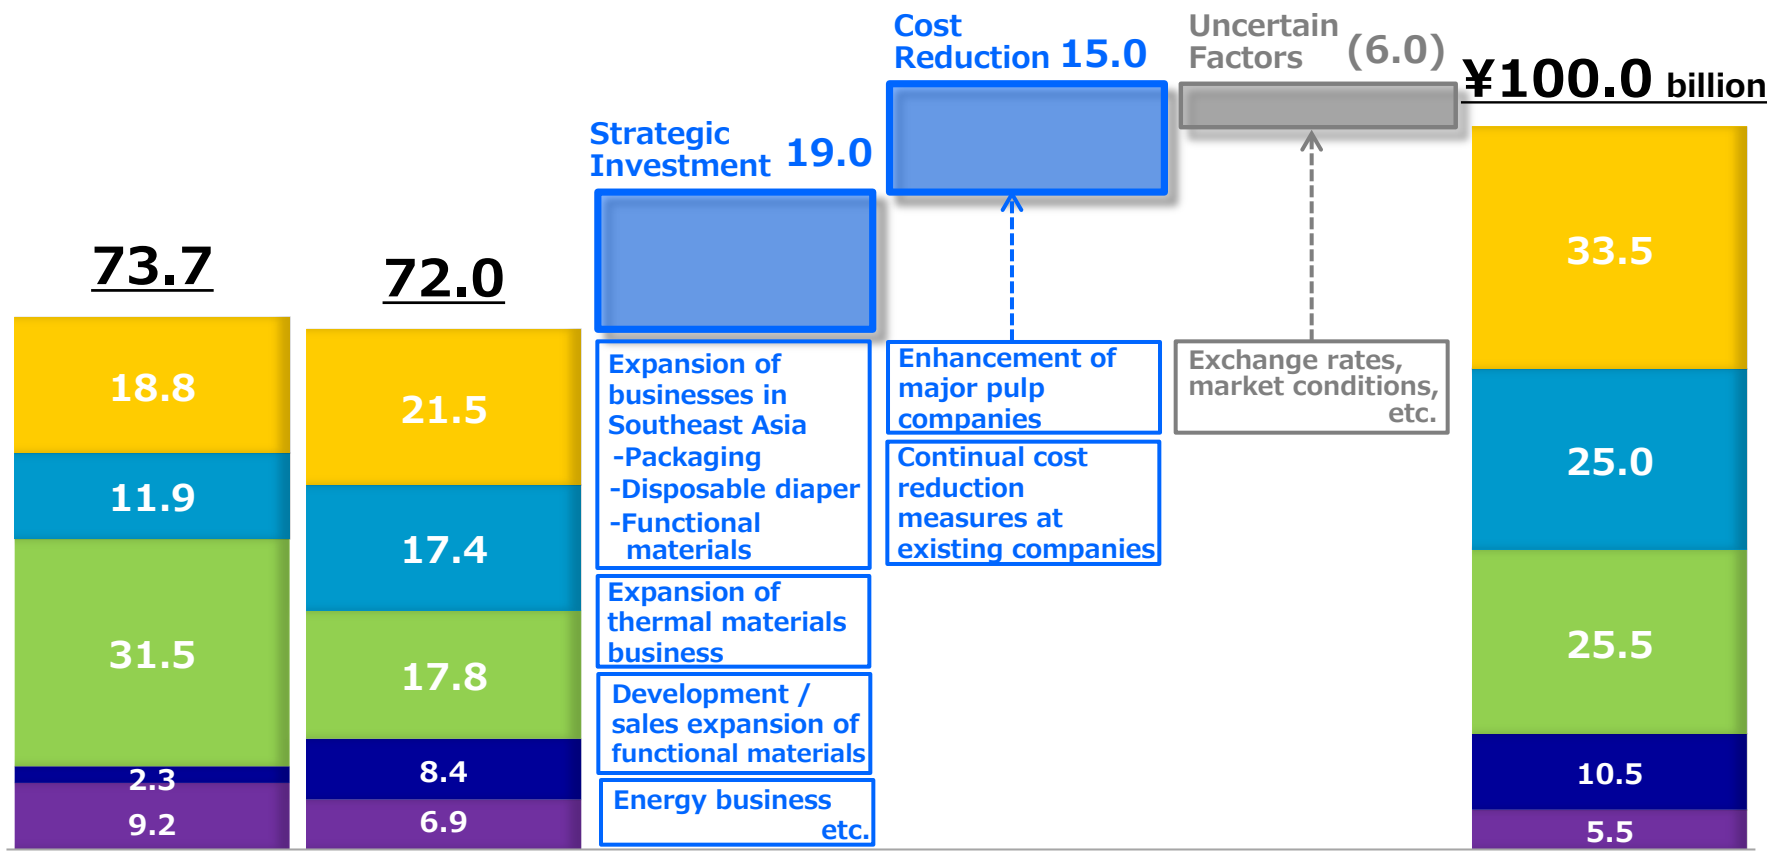 73.7
18.8
11.9
31.5
2.3
9.2
72.0
21.5
17.4
17.8
8.4
6.9
Strategic
Investment 19.0
Expansion of
businesses in
Southeast Asia
-Packaging
-Disposable diaper
-Functional
materials
Expansion of
thermal materials
business
Development /
sales expansion of
functional materials
Energy business
etc.
Cost
Reduction 15.0
Enhancement of
major pulp
companies
Continual cost
reduction
measures at
existing companies
Uncertain
Factors (6.0)
Exchange rates,
market conditions,
etc.
¥100.0 billion
33.5
25.0
25.5
10.5
5.5